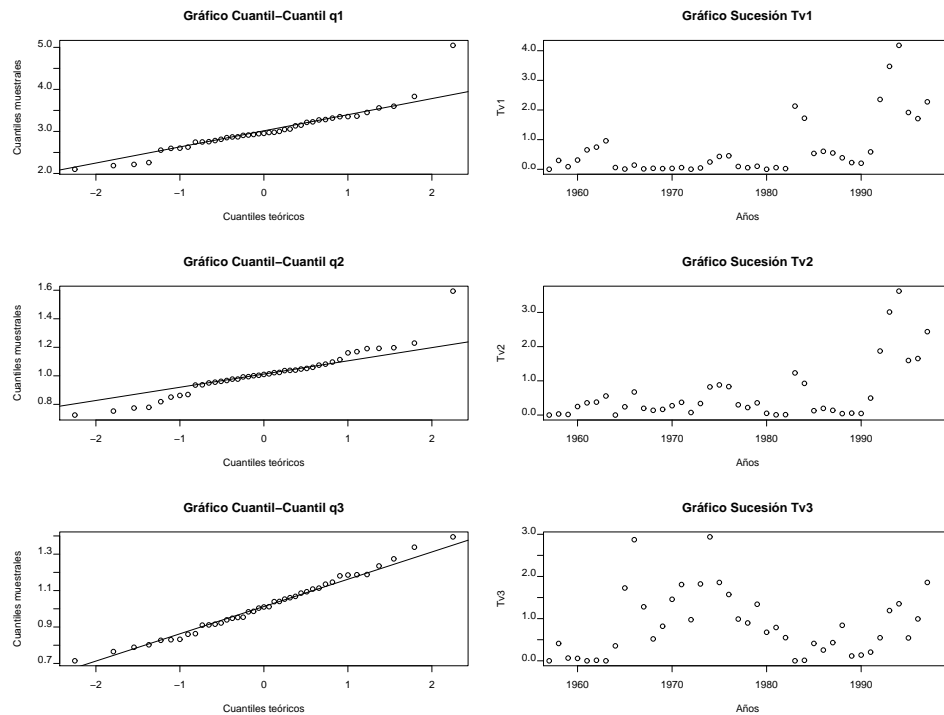 Gráfico Cuantil−Cuantil q1
Cuantiles muestrales
5.0
4.0
3.0
2.0
−2 −1 0 1 2
Cuantiles teóricos
Gráfico Sucesión Tv1
Tv1
4.0
3.0
2.0
1.0
0.0
1960 1970 1980 1990
Años
Gráfico Cuantil−Cuantil q2
Cuantiles muestrales
1.6
1.4
1.2
1.0
0.8
−2 −1 0 1 2
Cuantiles teóricos
Gráfico Sucesión Tv2
Tv2
3.0
2.0
1.0
0.0
1960 1970 1980 1990
Años
Gráfico Cuantil−Cuantil q3
Cuantiles muestrales
1.3
1.1
0.9
0.7
−2 −1 0 1 2
Cuantiles teóricos
Gráfico Sucesión Tv3
Tv3
3.0
2.0
1.0
0.0
1960 1970 1980 1990
Años